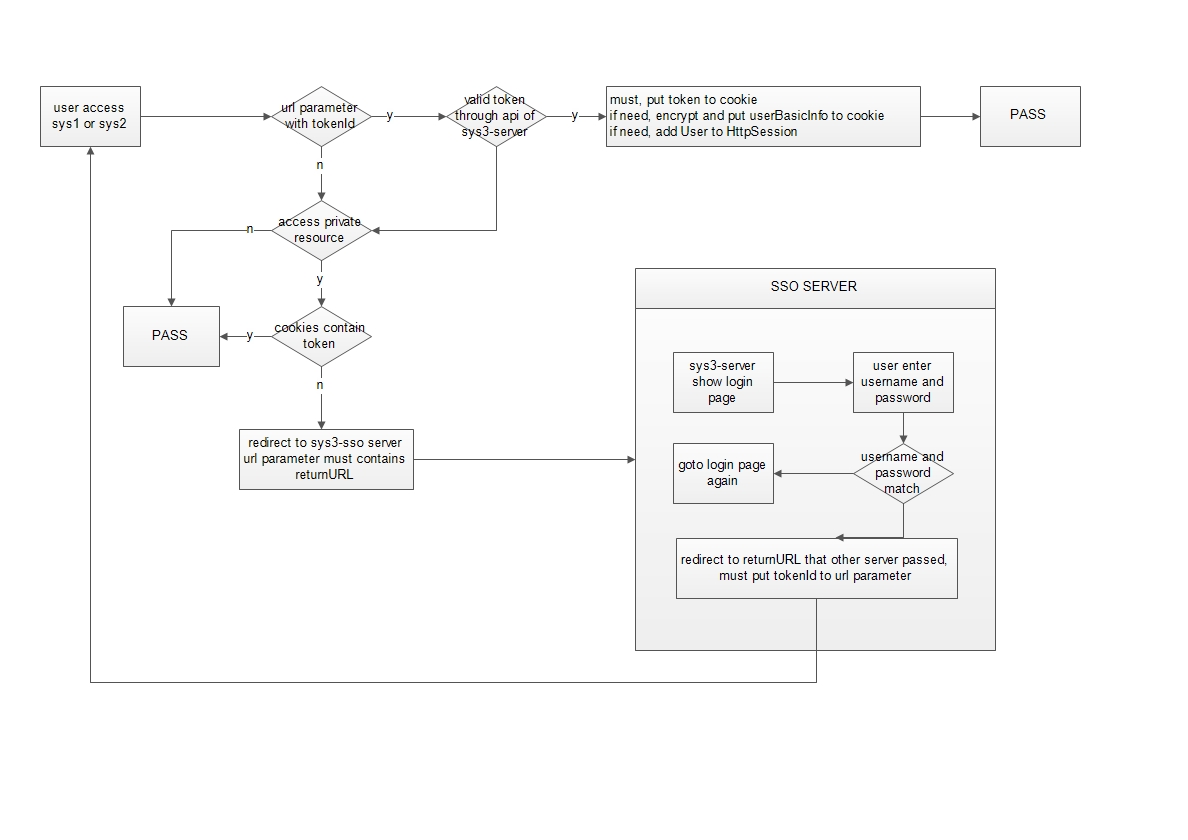 user access
sys1 or sys2
url parameter
with tokenId
y
valid token
through api of
sys3-server
y
must, put token to cookie
if need, encrypt and put userBasicInfo to cookie
if need, add User to HttpSession
PASS
n
access private
resource
n
y
PASS
y
cookies contain
token
n
redirect to sys3-sso server
url parameter must contains
returnURL
SSO SERVER
sys3-server
show login
page
user enter
username and
password
goto login page
again
username and
password
match
redirect to returnURL that other server passed,
must put tokenId to url parameter